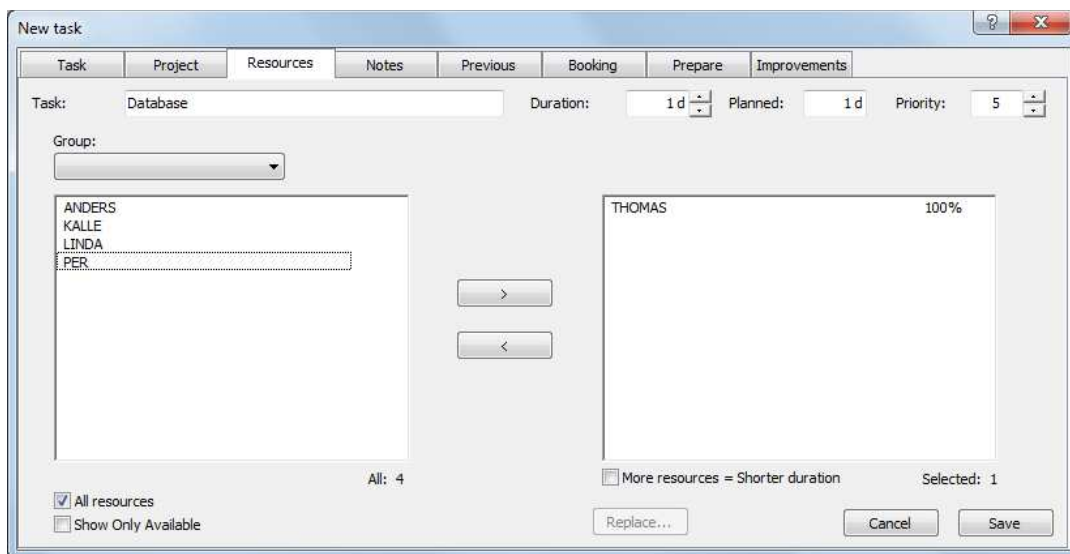 New task
?
X
Task Project Resources Notes Previous Booking Prepare Improvements
Task: Database Duration: 1 d Planned: 1 d Priority: 5
Group:
ANDERS
KALLE
LINDA
PER
>
<
THOMAS 100%
All: 4
More resources = Shorter duration Selected: 1
All resources
Show Only Available
Replace... Cancel Save